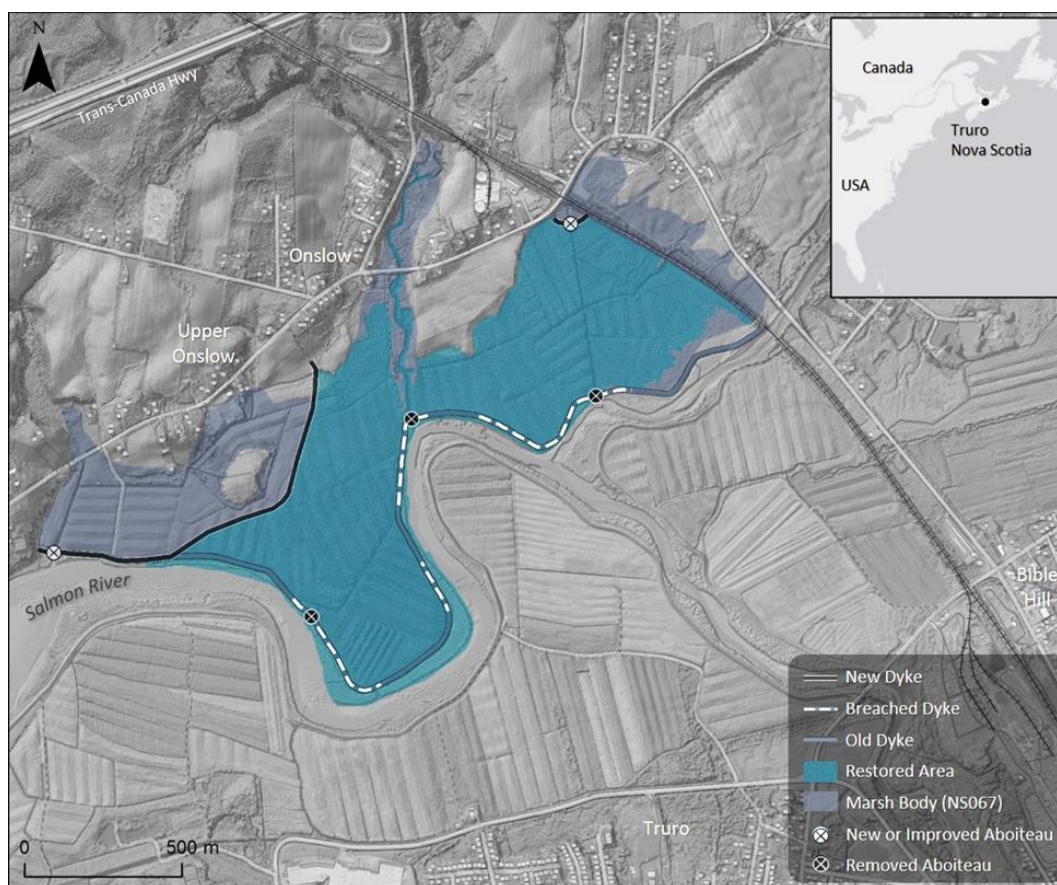 N
Trans-Canada Hwy
Canada
Truro
Nova Scotia
USA
Onslow
Upper
Onslow
Salmon River
Bible
Hill
Truro
0
500 m
New Dyke
Breached Dyke
Old Dyke
Restored Area
Marsh Body (NS067)
New or Improved Aboiteau
Removed Aboiteau